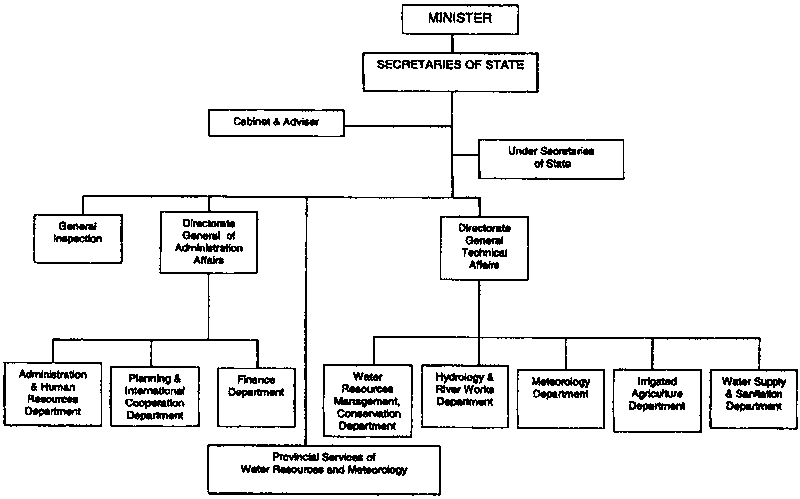 MINISTER
SECRETARIES OF STATE
Cabinet & Adviser
Under Secretaries
of State
General
Inspection
Directorate
General of
Administration
Affairs
Directorate
General
Technical
Affairs
Administration
& Human
Resources
Department
Planning &
International
Cooperation
Department
Finance
Department
Water
Resources
Management,
Conservation
Department
Hydrology &
River Works
Department
Meteorology
Department
Irrigated
Agriculture
Department
Water Supply
& Sanitation
Department
Provincial Services of
Water Resources and Meteorology